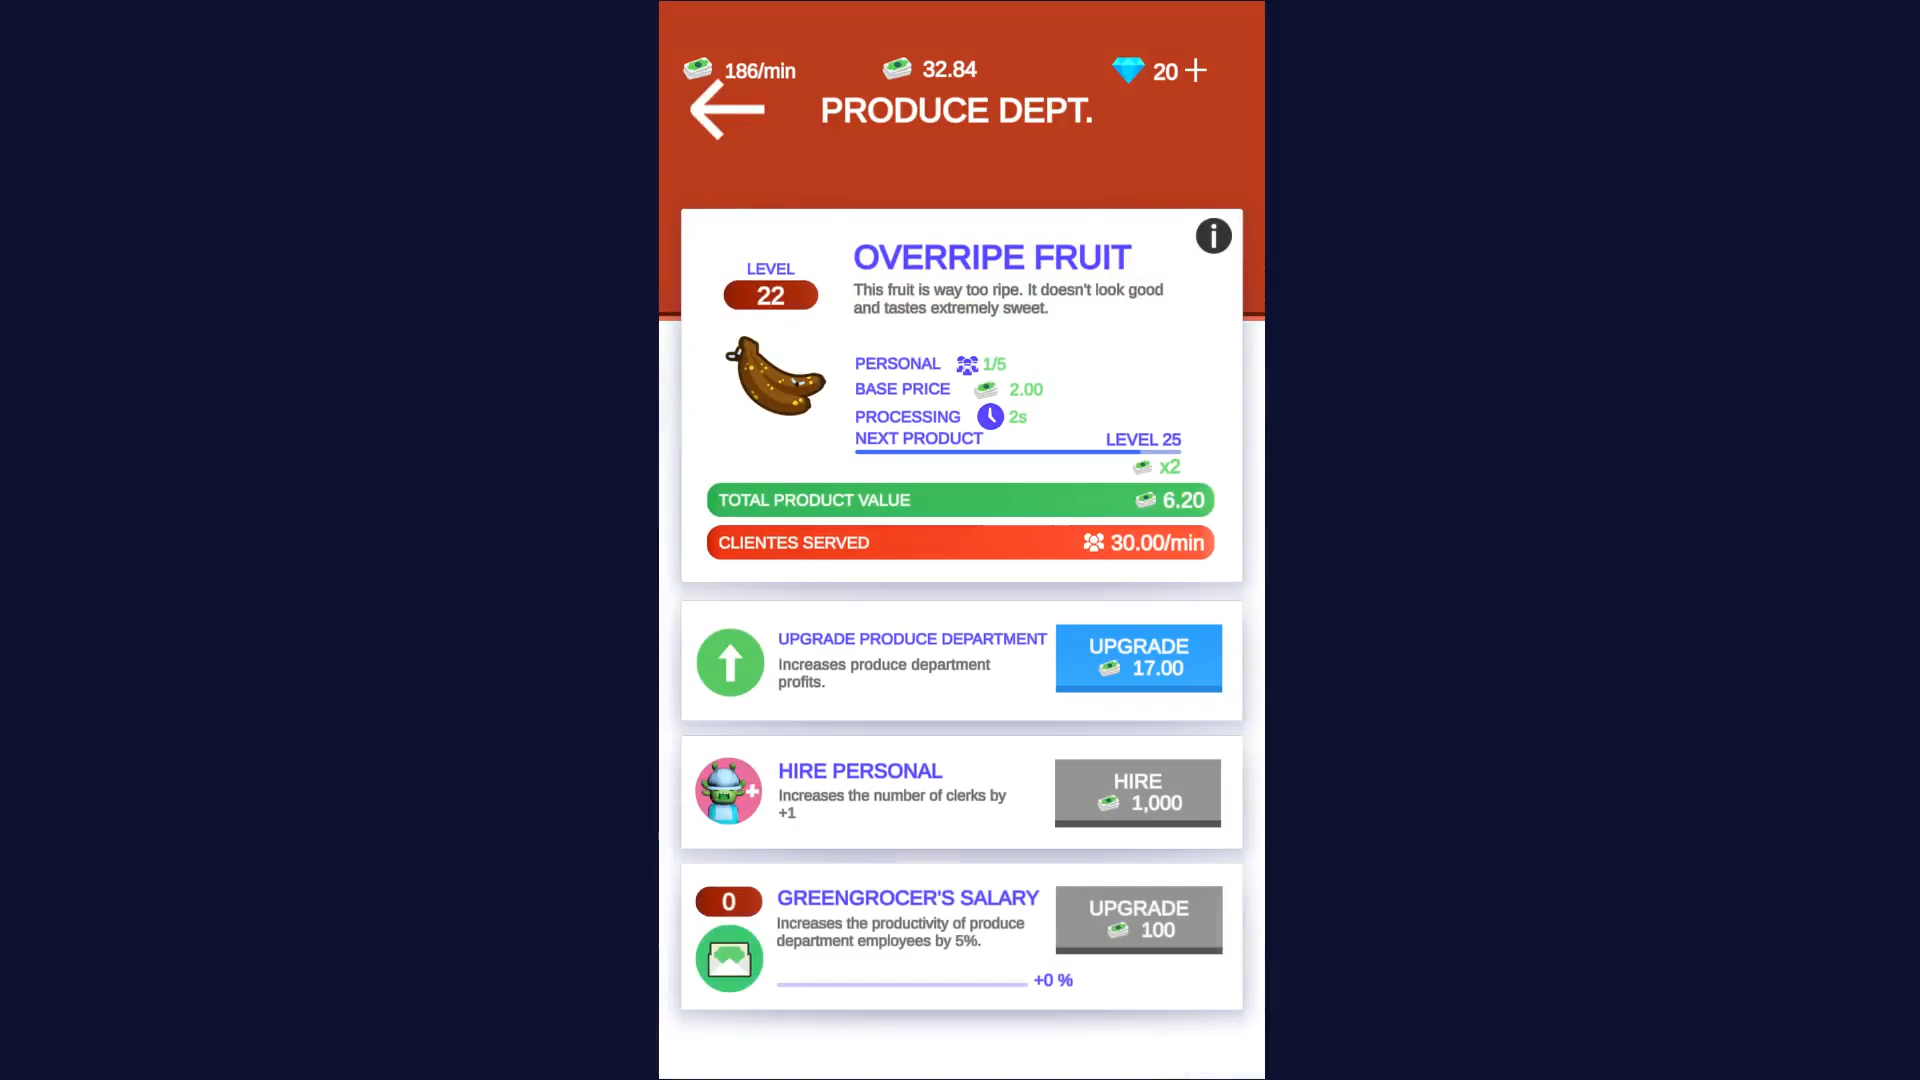 186/min
32.84
20
PRODUCE DEPT.
OVERRIPE FRUIT
LEVEL
22
This fruit is way too ripe. It doesn't look good
and tastes extremely sweet.
PERSONAL 1/5
BASE PRICE 2.00
PROCESSING 2s
NEXT PRODUCT LEVEL 25
x2
TOTAL PRODUCT VALUE 6.20
CLIENTES SERVED 30.00/min
UPGRADE PRODUCE DEPARTMENT
Increases produce department
profits.
UPGRADE
17.00
HIRE PERSONAL
Increases the number of clerks by
+1
HIRE
1,000
0
GREENGROCER'S SALARY
Increases the productivity of produce
department employees by 5%.
+0 %
UPGRADE
100